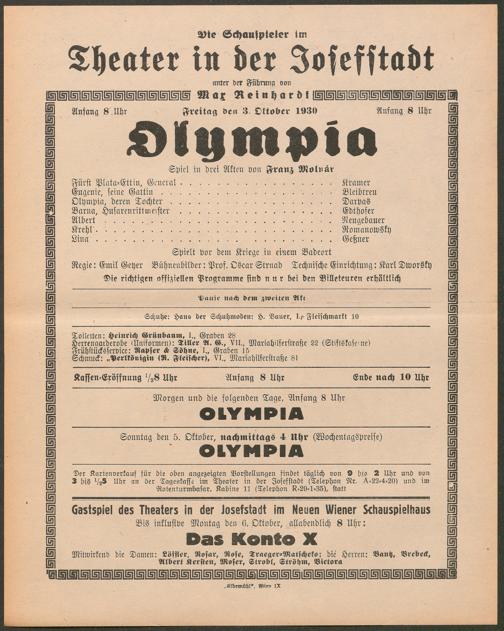 Die Schauspieler im
Theater in der Josefstadt
unter der Führung von
Max Reinhardt
Anfang 8 Uhr Freitag den 3. Oktober 1930 Anfang 8 Uhr
Olympia
Spiel in drei Akten von Franz Molnár
Fürst Plata-Ettin, General . . . Kramer
Eugenie, seine Gattin . . . Bleibtreu
Olympia, deren Tochter . . . Darvas
Barna, Husarenrittmeister . . . Edthofer
Albert . . . Neugebauer
Krehl . . . Romanowsky
Lina . . . Geßner
Spielt vor dem Kriege in einem Badeort
Regie: Emil Geyer Bühnenbilder: Prof. Oscar Strnad Technische Einrichtung: Karl Dworsky
Die richtigen offiziellen Programme sind nur bei den Billeteuren erhältlich
Pause nach dem zweiten Akt
Schuhe: Haus der Schuhmoden: H. Bauer, I., Fleischmarkt 10
Toiletten: Heinrich Grünbaum, I., Graben 28
Herrengarderobe (Uniformen): Tiller A. G., VII., Mariahilferstraße 22 (Stiftskaserne)
Frühstückservice: Rasper & Söhne, I., Graben 15
Schmuck: Perlkönigin (R. Fleischer), VI., Mariahilferstraße 81
Kassen-Eröffnung 1/2 8 Uhr Anfang 8 Uhr Ende nach 10 Uhr
Morgen und die folgenden Tage, Anfang 8 Uhr
OLYMPIA
Sonntag den 5. Oktober, nachmittags 4 Uhr (Wochentagspreise)
OLYMPIA
Der Kartenverkauf für die oben angezeigten Vorstellungen findet täglich von 9 bis 2 Uhr und von
3 bis 1/2 5 Uhr an der Tageskasse im Theater in der Josefstadt (Telephon Nr. A-22-4-20) und im
Rotenturmbasar, Kabine 11 (Telephon R-20-1-35), statt
Gastspiel des Theaters in der Josefstadt im Neuen Wiener Schauspielhaus
Bis inklusive Montag den 6. Oktober, allabendlich 8 Uhr:
Das Konto X
Mitwirkend die Damen: Löffler, Rosar, Rose, Traeger-Matscheko; die Herren:
Albert Kersten, Moser, Strobl, Ströhm, Victora
„Elbemühl“, Wien IX